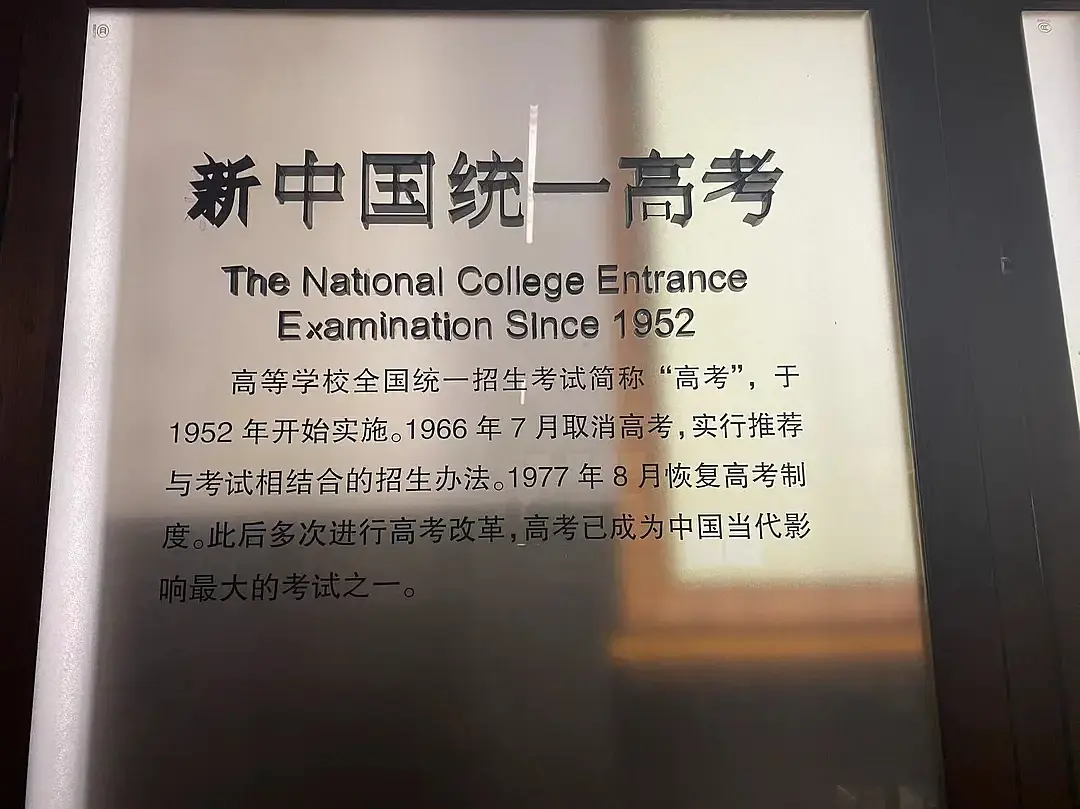 新中国统一高考
The National College Entrance
Examination Since 1952
高等学校全国统一招生考试简称“高考”，于
1952 年开始实施。1966 年 7 月取消高考，实行推荐
与考试相结合的招生办法。1977 年 8 月恢复高考制
度。此后多次进行高考改革，高考已成为中国当代影
响最大的考试之一。